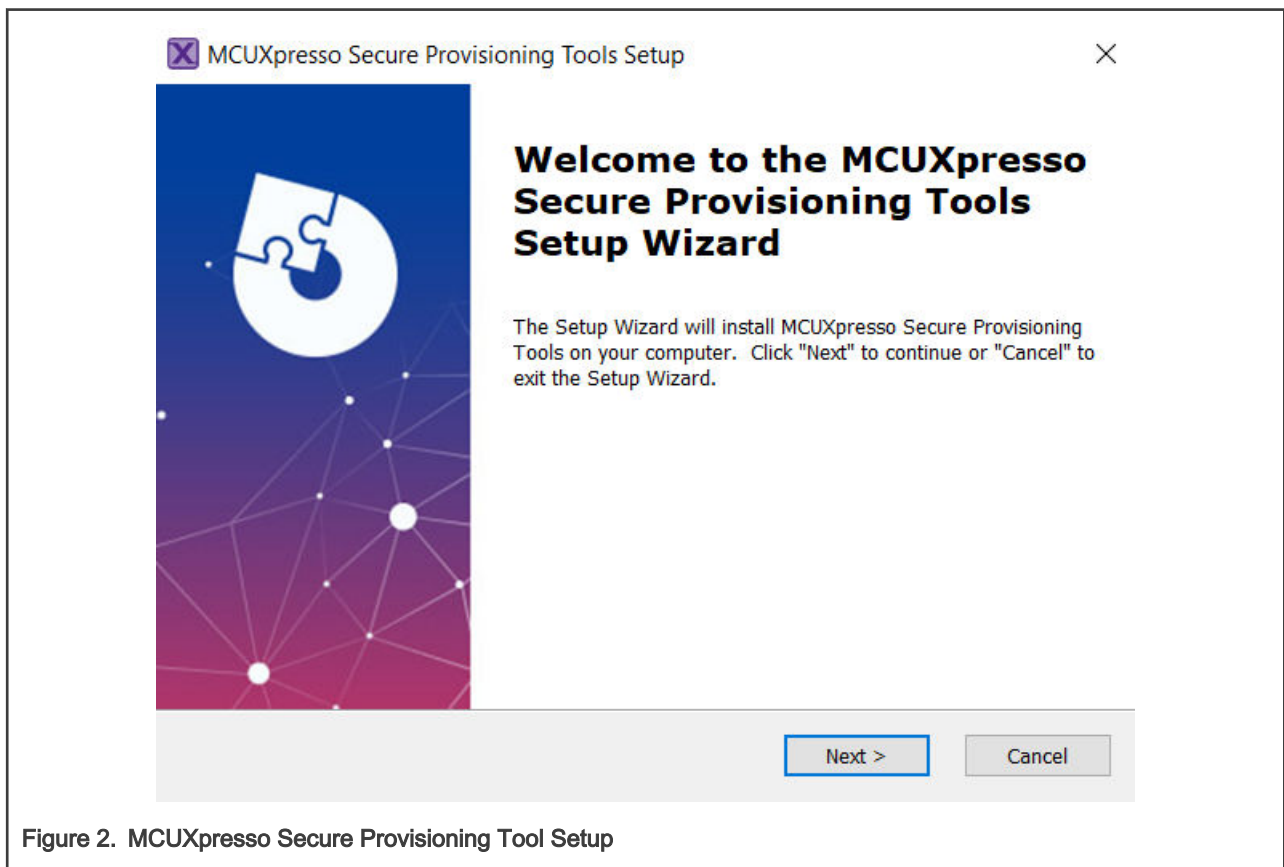 MCUXpresso Secure Provisioning Tools Setup
Welcome to the MCUXpresso
Secure Provisioning Tools
Setup Wizard
The Setup Wizard will install MCUXpresso Secure Provisioning
Tools on your computer.  Click "Next" to continue or "Cancel" to
exit the Setup Wizard.
Next >
Cancel
Figure 2.  MCUXpresso Secure Provisioning Tool Setup